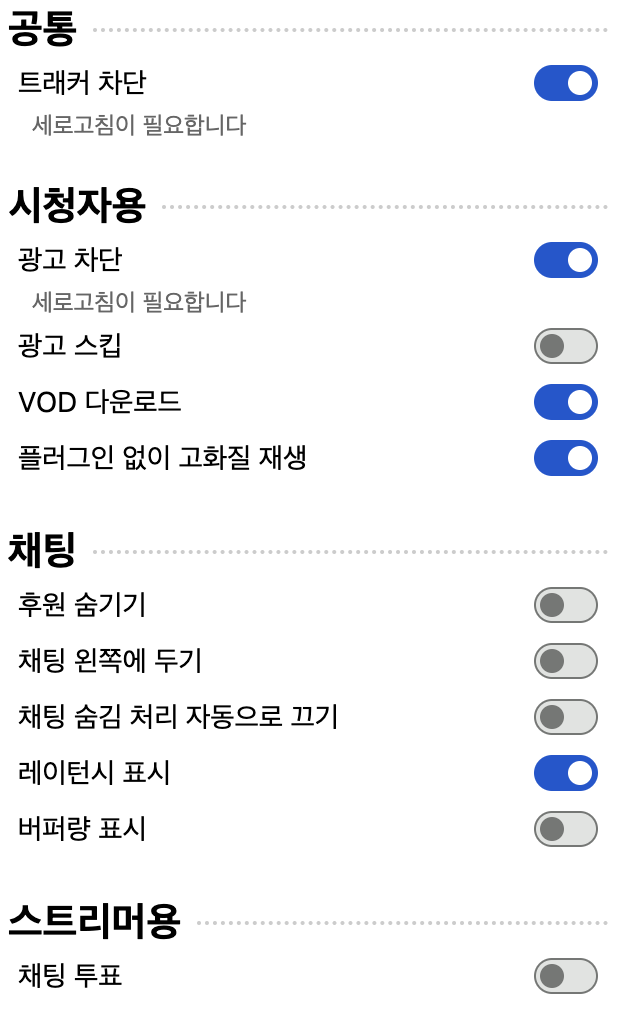 공통
트래커 차단
세로고침이 필요합니다
시청자용
광고 차단
세로고침이 필요합니다
광고 스킵
VOD 다운로드
플러그인 없이 고화질 재생
채팅
후원 숨기기
채팅 왼쪽에 두기
채팅 숨김 처리 자동으로 끄기
레이턴시 표시
버퍼량 표시
스트리머용
채팅 투표